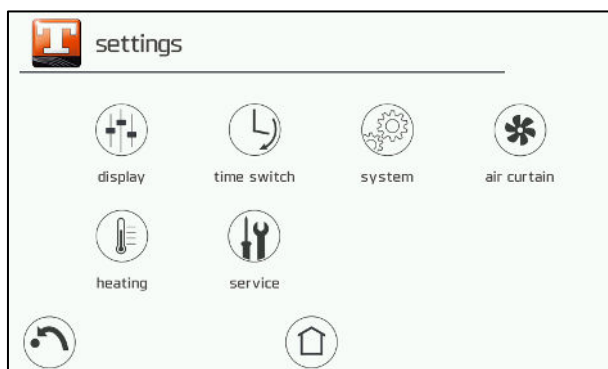 T settings
display time switch system air curtain
heating service